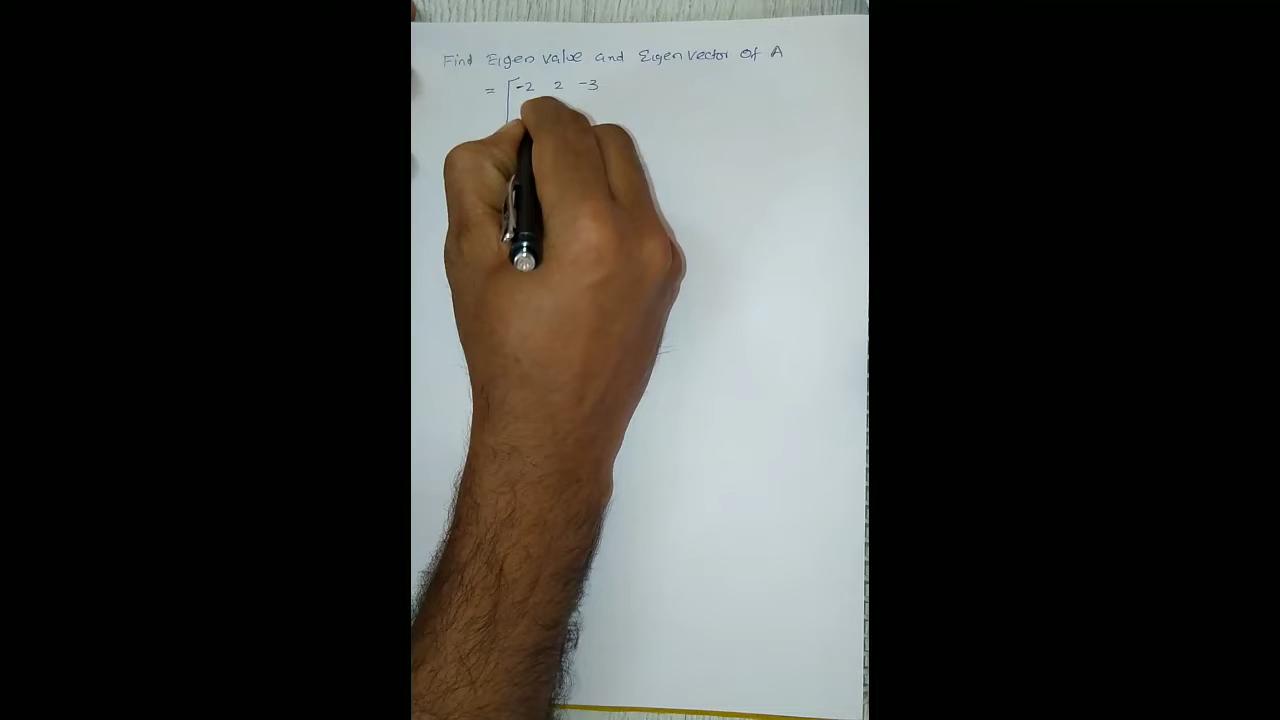 Find Eigen value and Eigen vector of A
= [ -2 2 -3